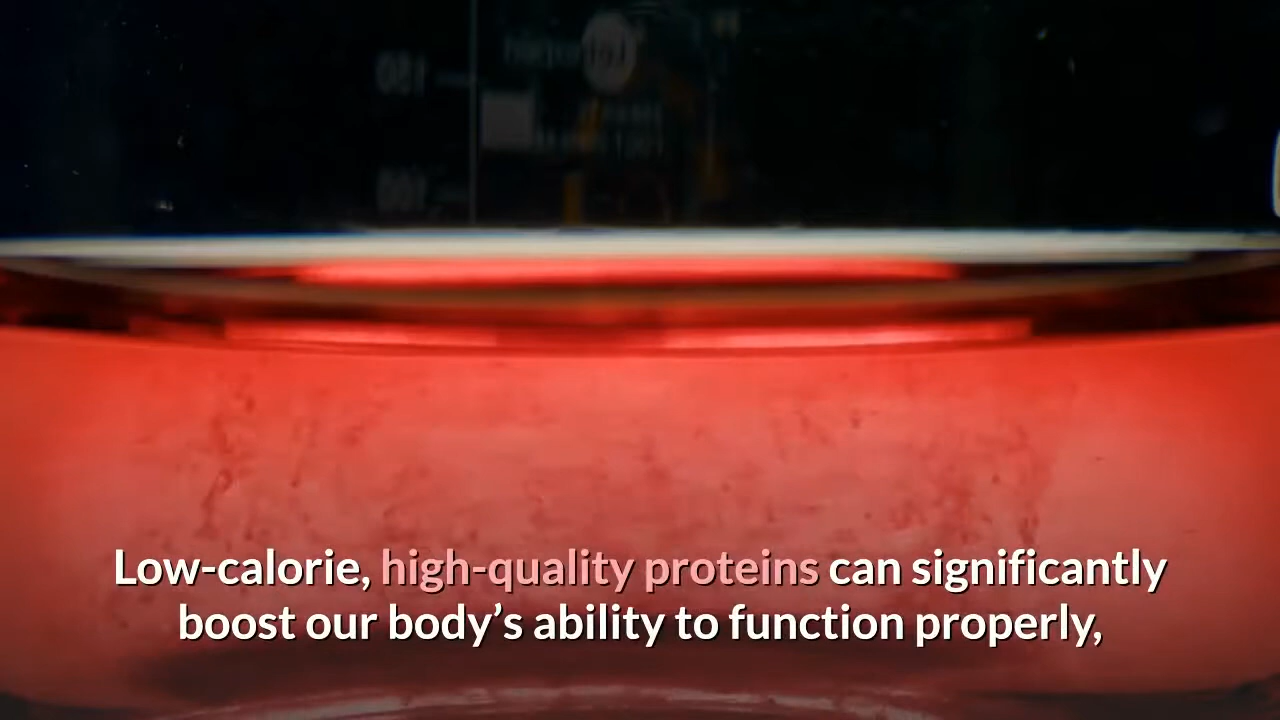 Low-calorie, high-quality proteins can significantly
boost our body’s ability to function properly,